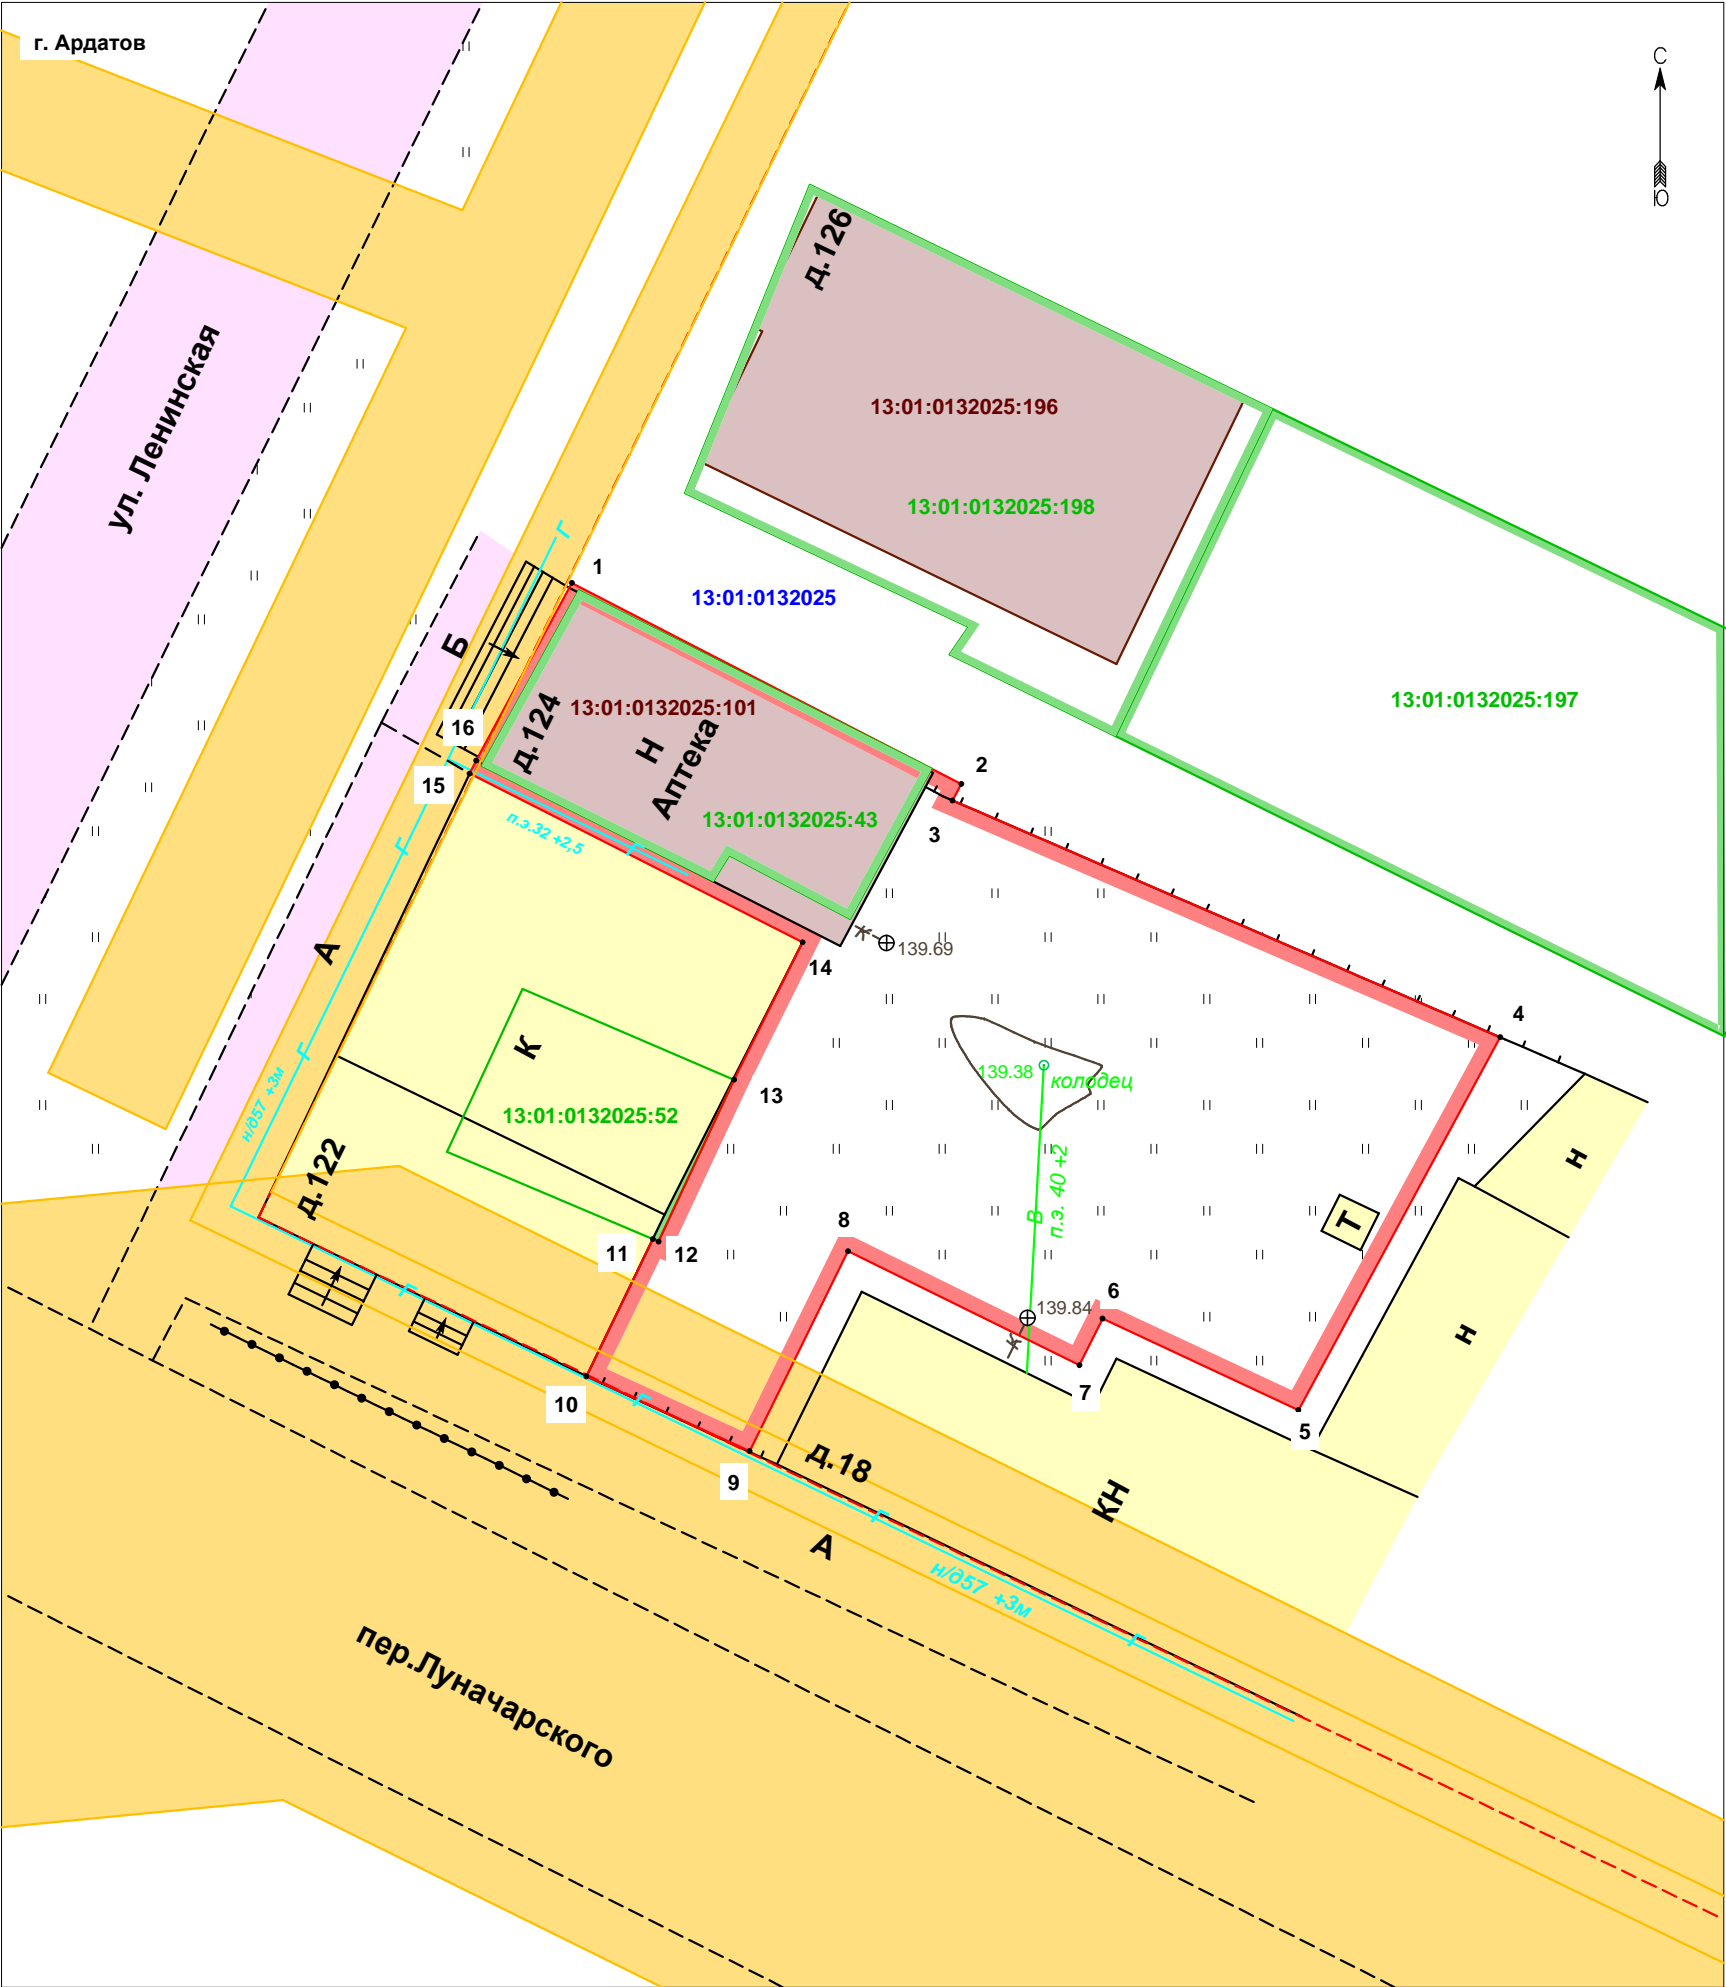 г. Ардатов
С
Ю
ул. Ленинская
д.126
13:01:0132025:196
13:01:0132025:198
13:01:0132025
13:01:0132025:197
Г
1
Б
16
15
д.124
13:01:0132025:101
Н
Аптека
13:01:0132025:43
п.э.32 +2,5
2
3
А
Г
К
139.69
14
4
К
139.38
колодец
13
13:01:0132025:52
Г
н/д57 +3м
д.122
В
п.э. 40 +2
Н
Т
8
11
12
6
139.84
К
Н
7
5
Г
10
Г
9
д.18
кН
А
Г
н/д57 +3м
Г
пер.Луначарского